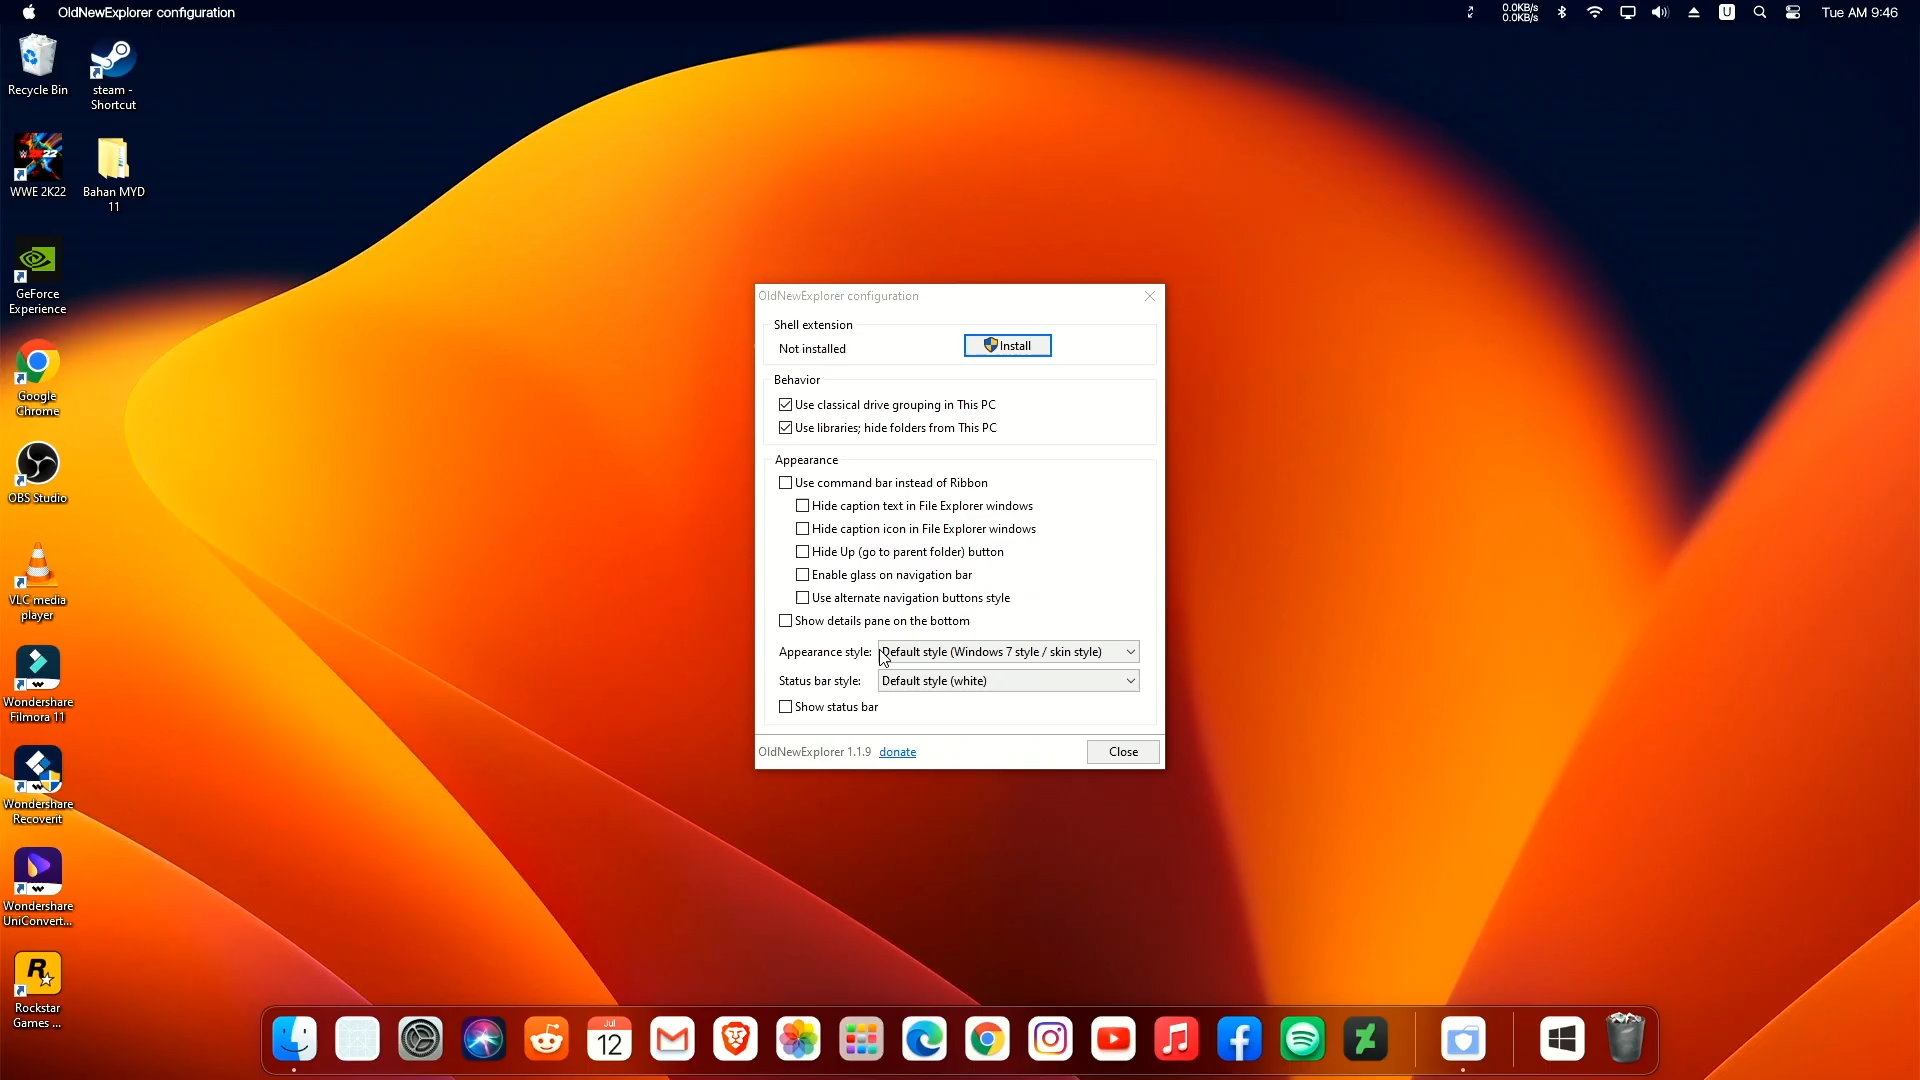 OldNewExplorer configuration
0.0KB/s
0.0KB/s
U
Tue AM 9:46
Recycle Bin
steam -
Shortcut
22
WWE 2K22
Bahan MYD
11
GeForce
Experience
Google
Chrome
OBS Studio
VLC media
player
Wondershare
Filmora 11
Wondershare
Recoverit
Wondershare
UniConvert...
R
Rockstar
Games ...
OldNewExplorer configuration
Shell extension
Not installed
Install
Behavior
Use classical drive grouping in This PC
Use libraries; hide folders from This PC
Appearance
Use command bar instead of Ribbon
Hide caption text in File Explorer windows
Hide caption icon in File Explorer windows
Hide Up (go to parent folder) button
Enable glass on navigation bar
Use alternate navigation buttons style
Show details pane on the bottom
Appearance style:
Default style (Windows 7 style / skin style)
Status bar style:
Default style (white)
Show status bar
OldNewExplorer 1.1.9 donate
Close
Jul
12